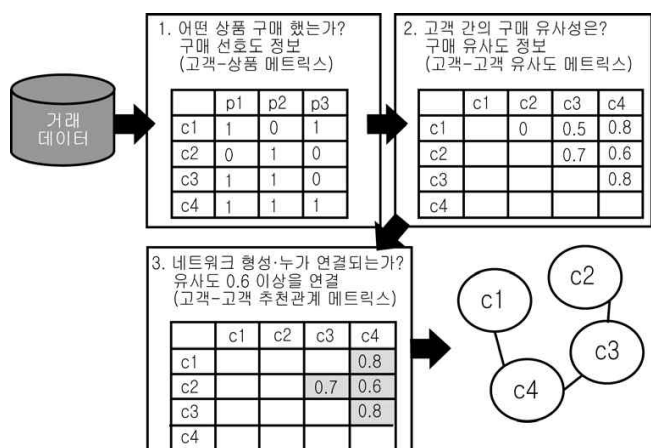 거래
데이터
1. 어떤 상품 구매 했는가?
구매 선호도 정보
(고객-상품 메트릭스)
p1 p2 p3
c1 1 0 1
c2 0 1 0
c3 1 1 0
c4 1 1 1
2. 고객 간의 구매 유사성은?
구매 유사도 정보
(고객-고객 유사도 메트릭스)
c1 c2 c3 c4
c1 0 0.5 0.8
c2 0.7 0.6
c3 0.8
c4
3. 네트워크 형성·누가 연결되는가?
유사도 0.6 이상을 연결
(고객-고객 추천관계 메트릭스)
c1 c2 c3 c4
c1 0.8
c2 0.7 0.6
c3 0.8
c4
c1
c2
c3
c4